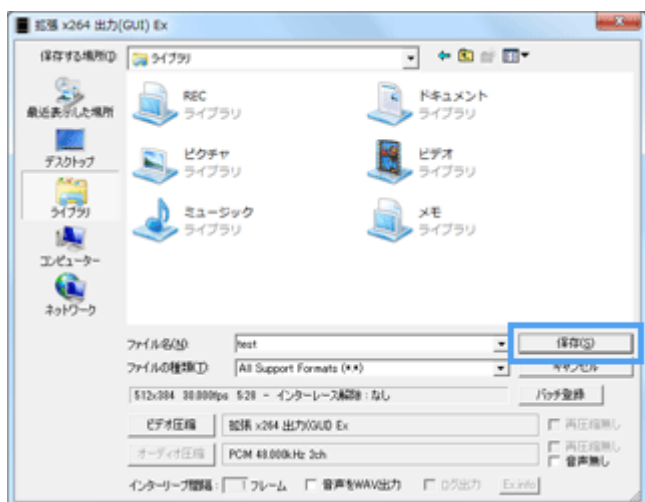 拡張 x264 出力(GUI) Ex
保存する場所(I)
ライブラリ
最近表示した場所
デスクトップ
ライブラリ
コンピューター
ネットワーク
REC
ライブラリ
ドキュメント
ライブラリ
ピクチャ
ライブラリ
ビデオ
ライブラリ
ミュージック
ライブラリ
メモ
ライブラリ
ファイル名(N):
test
保存(S)
ファイルの種類(T):
All Support Formats (*.*)
キャンセル
512x384 30.000fps 528 - インターレース解除 : なし
バッチ登録
ビデオ圧縮
拡張 x264 出力(GUI) Ex
再圧縮無し
オーディオ圧縮
PCM 48.000kHz 2ch
再圧縮無し
音声無し
インターリーブ間隔 : 1 フレーム
音声をWAV出力
ログ出力
Ex.info